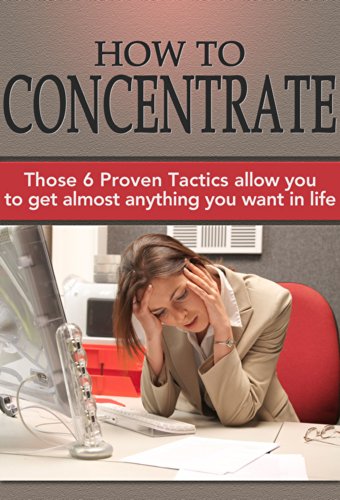 HOW TO
CONCENTRATE
Those 6 Proven Tactics allow you
to get almost anything you want in life